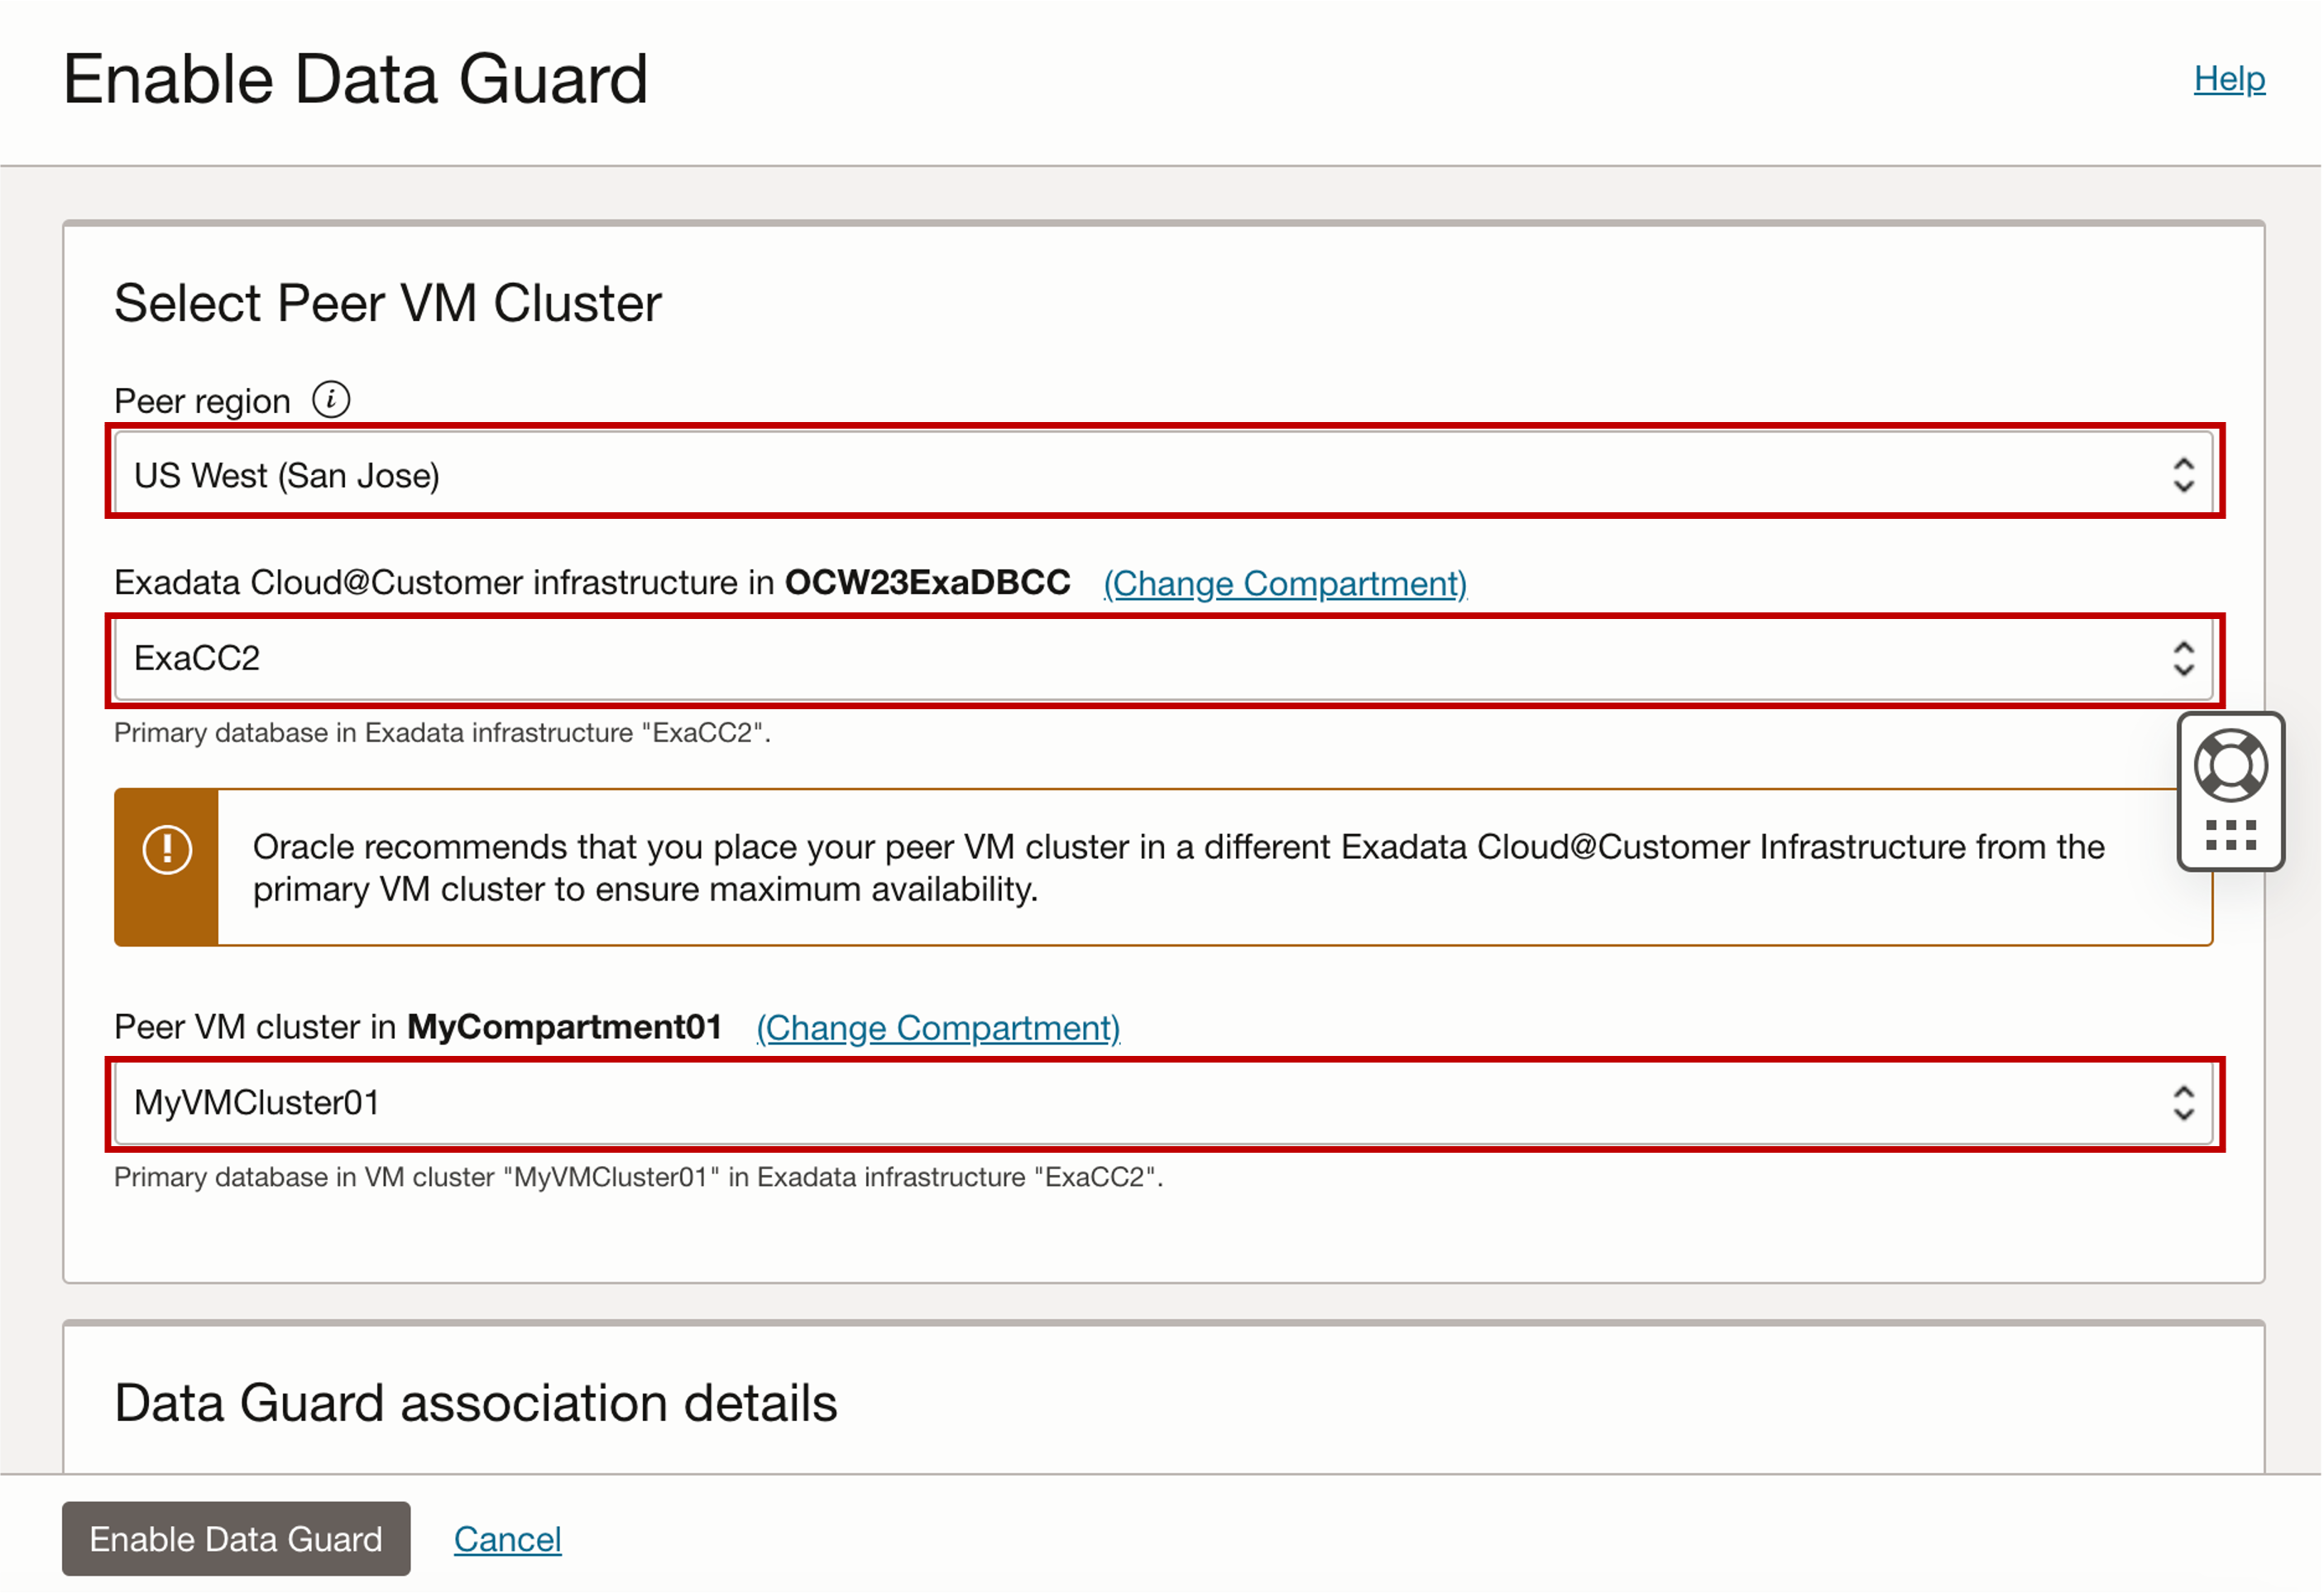 Enable Data Guard
Help
Select Peer VM Cluster
Peer region
US West (San Jose)
Exadata Cloud@Customer infrastructure in OCW23ExaDBCC (Change Compartment)
ExaCC2
Primary database in Exadata infrastructure "ExaCC2".
Oracle recommends that you place your peer VM cluster in a different Exadata Cloud@Customer Infrastructure from the
primary VM cluster to ensure maximum availability.
Peer VM cluster in MyCompartment01 (Change Compartment)
MyVMCluster01
Primary database in VM cluster "MyVMCluster01" in Exadata infrastructure "ExaCC2".
Data Guard association details
Enable Data Guard
Cancel